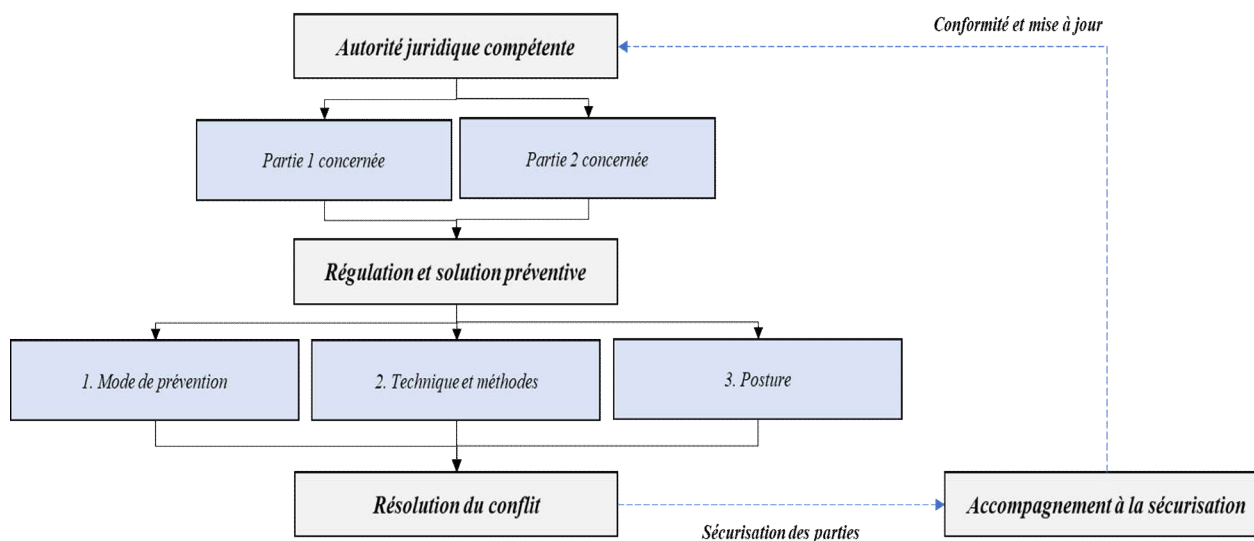 Conformité et mise à jour
Autorité juridique compétente
Partie 1 concernée
Partie 2 concernée
Régulation et solution préventive
1. Mode de prévention
2. Technique et méthodes
3. Posture
Résolution du conflit
Accompagnement à la sécurisation
Sécurisation des parties